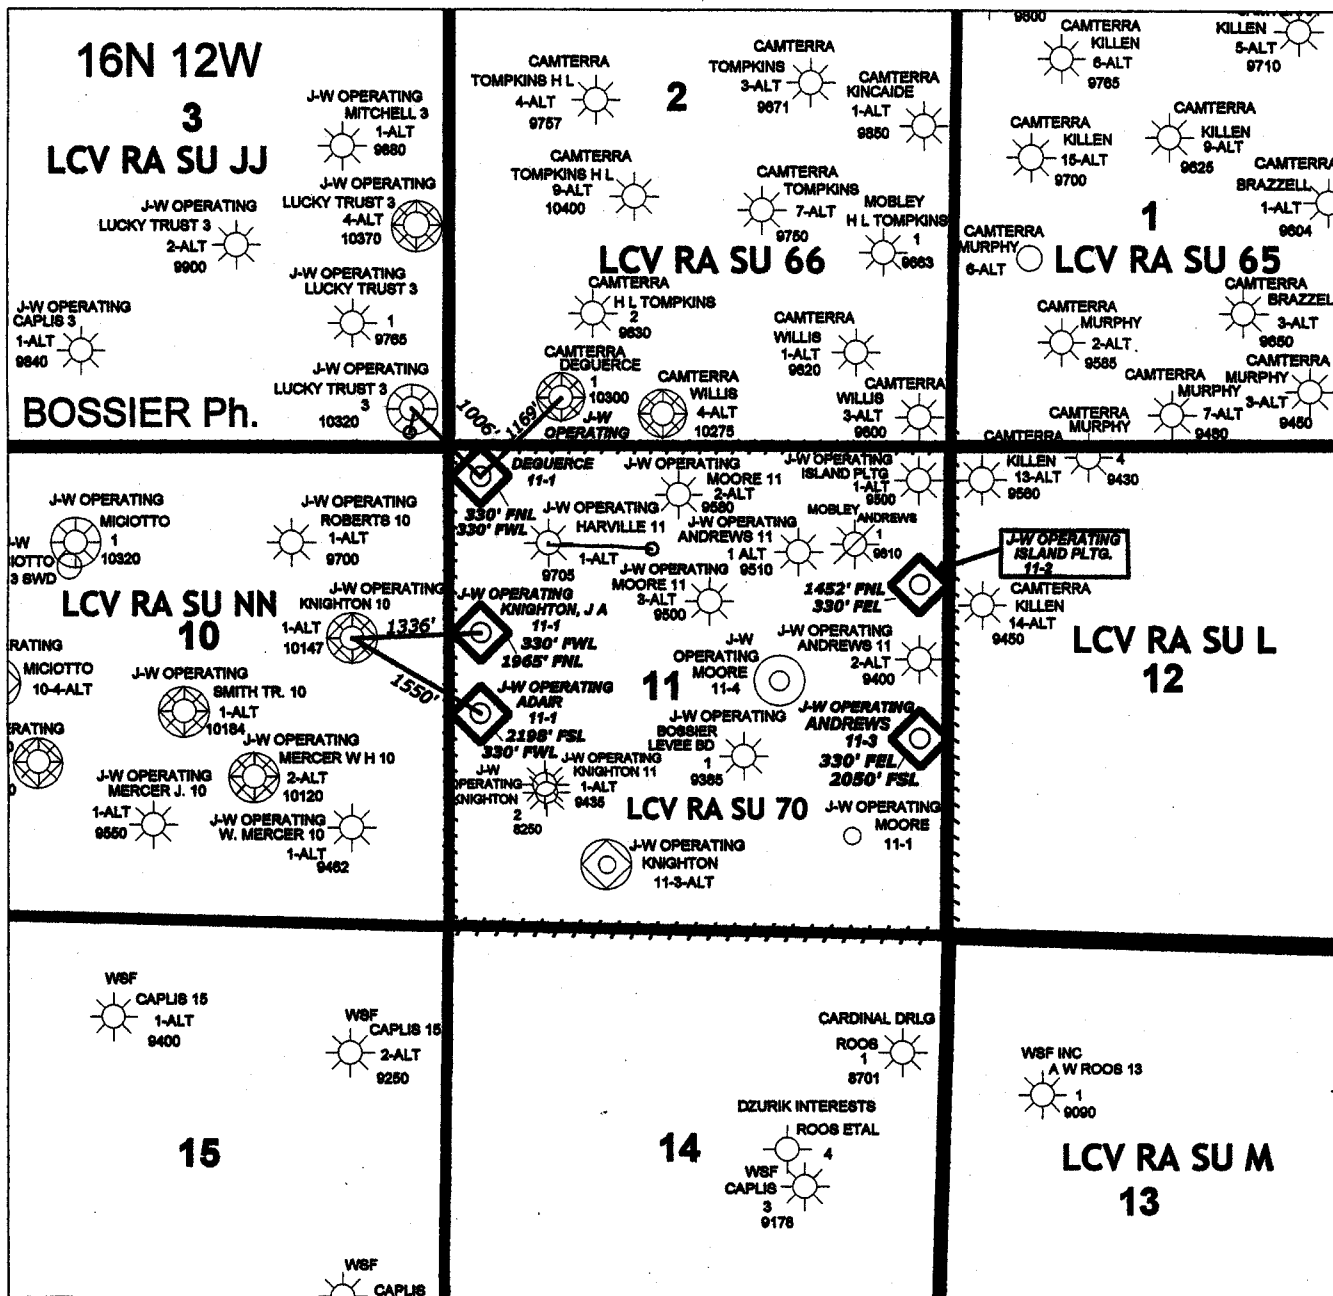 16N 12W
3
LCV RA SU JJ
J-W OPERATING
MITCHELL 3
1-ALT
9680
J-W OPERATING
LUCKY TRUST 3
4-ALT
10370
J-W OPERATING
LUCKY TRUST 3
2-ALT
9900
J-W OPERATING
LUCKY TRUST 3
1
9765
J-W OPERATING
CAPLIS 3
1-ALT
9840
J-W OPERATING
LUCKY TRUST 3
3
10320
BOSSIER Ph.
CAMTERRA
TOMPKINS H L
4-ALT
9757
2
CAMTERRA
TOMPKINS
3-ALT
9671
CAMTERRA
KINCAIDE
1-ALT
9850
CAMTERRA
TOMPKINS H L
9-ALT
10400
CAMTERRA
TOMPKINS
7-ALT
9750
MOBLEY
H L TOMPKINS
1
9663
LCV RA SU 66
CAMTERRA
H L TOMPKINS
2
9630
CAMTERRA
WILLIS
1-ALT
9620
CAMTERRA
DEGUERCE
1
10300
CAMTERRA
WILLIS
4-ALT
10275
CAMTERRA
WILLIS
3-ALT
9600
1006'
1169'
J-W
OPERATING
DEGUERCE
11-1
330' FNL
330' FWL
9600
CAMTERRA
KILLEN
6-ALT
9765
KILLEN
5-ALT
9710
CAMTERRA
KILLEN
15-ALT
9700
CAMTERRA
KILLEN
9-ALT
9625
CAMTERRA
BRAZZELL
1-ALT
9604
1
CAMTERRA
MURPHY
6-ALT
LCV RA SU 65
CAMTERRA
MURPHY
2-ALT
9585
CAMTERRA
BRAZZEL
3-ALT
9650
CAMTERRA
MURPHY
7-ALT
9480
CAMTERRA
MURPHY
3-ALT
9450
CAMTERRA
MURPHY
4
9430
CAMTERRA
KILLEN
13-ALT
9560
J-W OPERATING
MICIOTTO
1
10320
J-W
IOTTO
3 SWD
J-W OPERATING
ROBERTS 10
1-ALT
9700
LCV RA SU NN
10
J-W OPERATING
KNIGHTON 10
1-ALT
10147
1336'
1550'
RATING
MICIOTTO
10-4-ALT
J-W OPERATING
SMITH TR. 10
1-ALT
10184
ERATING
J-W OPERATING
MERCER W H 10
2-ALT
10120
J-W OPERATING
MERCER J. 10
1-ALT
9550
J-W OPERATING
W. MERCER 10
1-ALT
9462
J-W OPERATING
MOORE 11
2-ALT
9580
J-W OPERATING
ISLAND PLTG
1-ALT
9500
J-W OPERATING
HARVILLE 11
1-ALT
9705
J-W OPERATING
ANDREWS 11
1 ALT
9510
MOBLEY
ANDREWS
1
9610
J-W OPERATING
MOORE 11
3-ALT
9500
1452' FNL
330' FEL
J-W OPERATING
ISLAND PLTG.
11-2
J-W OPERATING
KNIGHTON, J A
11-1
330' FWL
1965' FNL
J-W
OPERATING
MOORE
11-4
J-W OPERATING
ANDREWS 11
2-ALT
9400
11
J-W OPERATING
ADAIR
11-1
2198' FSL
330' FWL
J-W OPERATING
BOSSIER
LEVEE BD
1
9385
J-W OPERATING
ANDREWS
11-3
330' FEL
2050' FSL
J-W
OPERATING
KNIGHTON
2
8250
J-W OPERATING
KNIGHTON 11
1-ALT
9435
LCV RA SU 70
J-W OPERATING
MOORE
11-1
J-W OPERATING
KNIGHTON
11-3-ALT
CAMTERRA
KILLEN
14-ALT
9450
LCV RA SU L
12
WSF
CAPLIS 15
1-ALT
9400
WSF
CAPLIS 15
2-ALT
9250
15
WSF
CAPLIS
CARDINAL DRLG
ROOS
1
8701
DZURIK INTERESTS
ROOS ETAL
4
14
WSF
CAPLIS
3
9178
WSF INC
A W ROOS 13
1
9090
LCV RA SU M
13